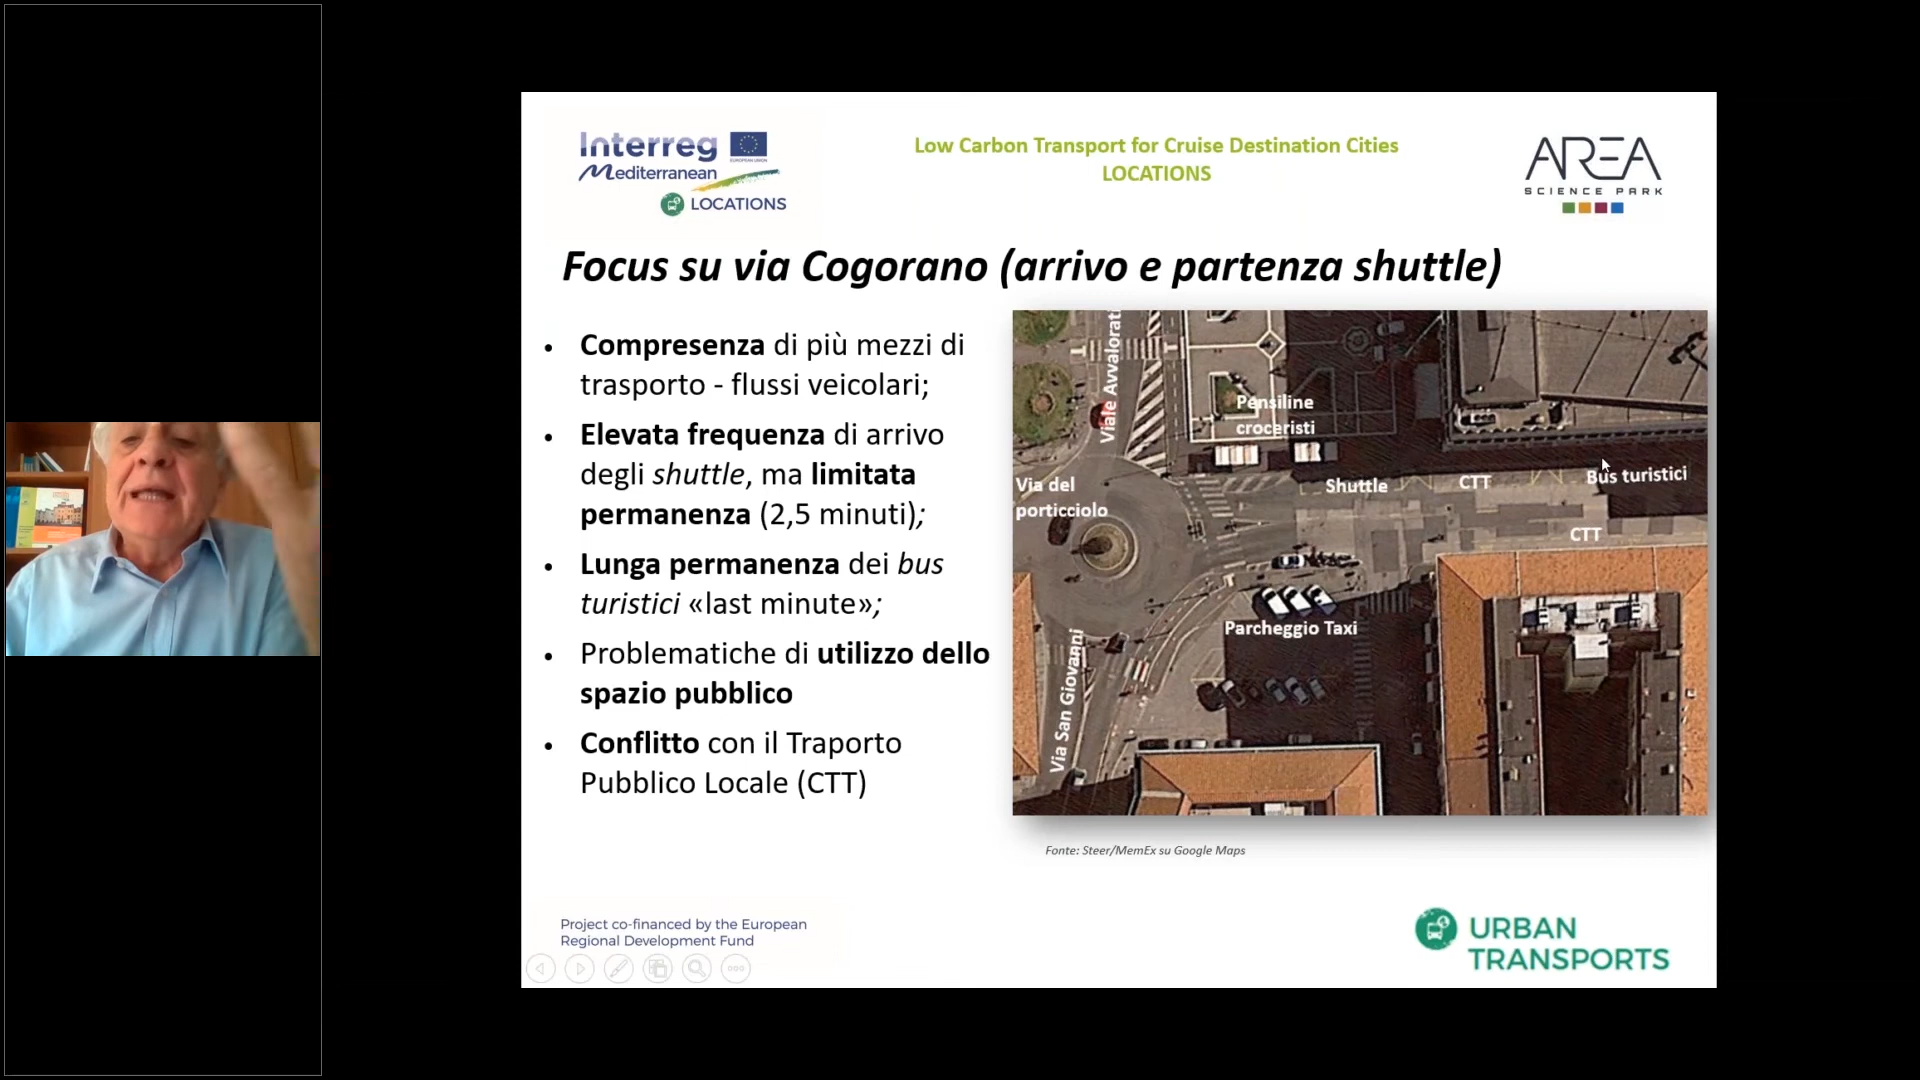 Interreg
EUROPEAN UNION
Mediterranean
LOCATIONS
Low Carbon Transport for Cruise Destination Cities
LOCATIONS
AREA
SCIENCE PARK
Focus su via Cogorano (arrivo e partenza shuttle)
• Compresenza di più mezzi di
trasporto - flussi veicolari;
• Elevata frequenza di arrivo
degli shuttle, ma limitata
permanenza (2,5 minuti);
• Lunga permanenza dei bus
turistici «last minute»;
• Problematiche di utilizzo dello
spazio pubblico
• Conflitto con il Traporto
Pubblico Locale (CTT)
Viale Avvalorati
Pensiline
croceristi
Via del
porticciolo
Shuttle
CTT
Bus turistici
CTT
Parcheggio Taxi
Via San Giovanni
Fonte: Steer/MemEx su Google Maps
Project co-financed by the European
Regional Development Fund
URBAN
TRANSPORTS